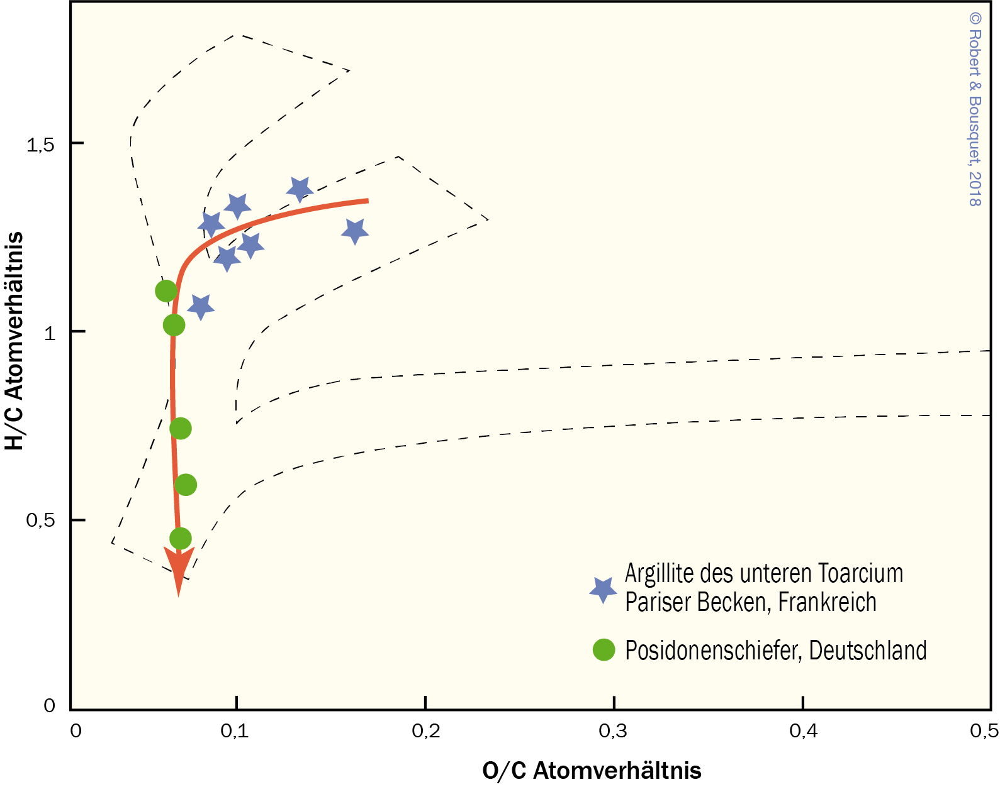 © Robert & Bousquet, 2018
H/C Atomverhältnis
1,5
1
0,5
0
0
0,1
0,2
0,3
0,4
0,5
O/C Atomverhältnis
Argillite des unteren Toarcium
Pariser Becken, Frankreich
Posidonenschiefer, Deutschland